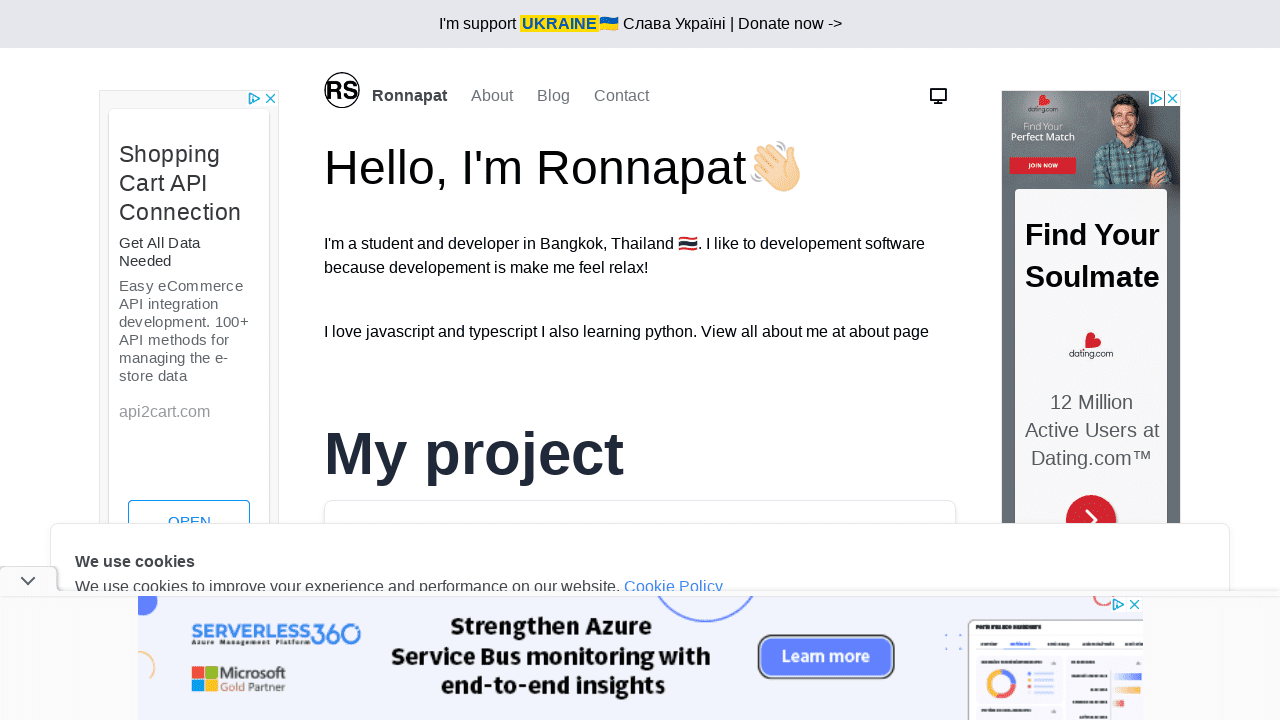 I'm support UKRAINE🇺🇦 Слава Україні | Donate now ->
RS Ronnapat About Blog Contact
Hello, I'm Ronnapat👋🏻
I'm a student and developer in Bangkok, Thailand 🇹🇭. I like to developement software
because developement is make me feel relax!
I love javascript and typescript I also learning python. View all about me at about page
My project
Shopping
Cart API
Connection
Get All Data
Needed
Easy eCommerce
API integration
development. 100+
API methods for
managing the e-
store data
api2cart.com
OPEN
dating.com
Find Your
Perfect Match
JOIN NOW
Find Your
Soulmate
dating.com
12 Million
Active Users at
Dating.com™
We use cookies
We use cookies to improve your experience and performance on our website. Cookie Policy
SERVERLESS360
Azure Management Platform
Microsoft
Gold Partner
Strengthen Azure
Service Bus monitoring with
end-to-end insights
Learn more